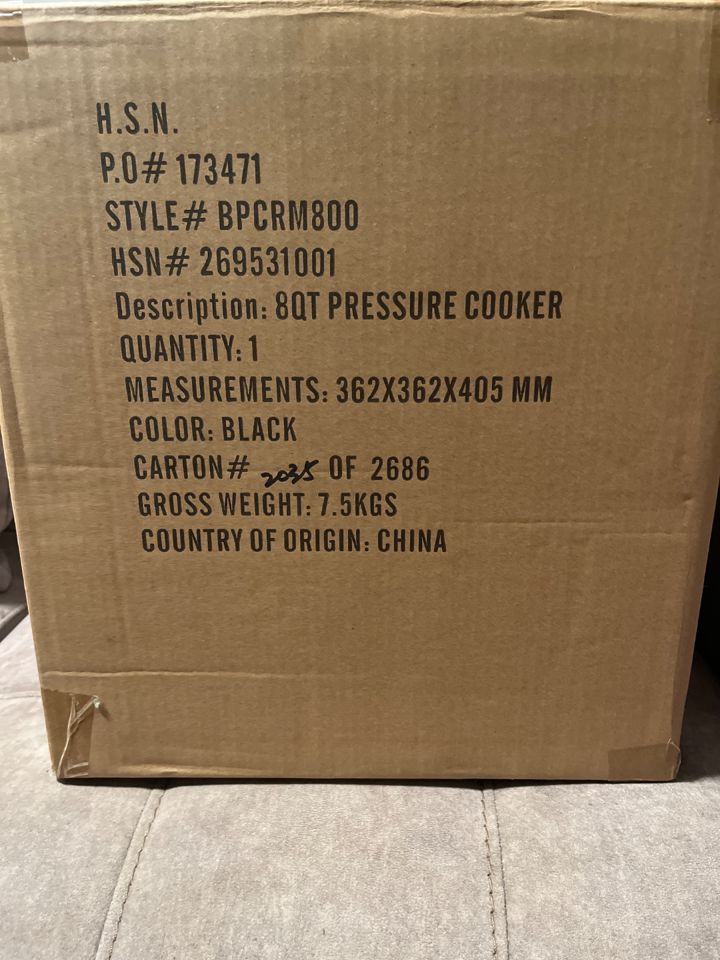 H.S.N.
P.O# 173471
STYLE# BPCRM800
HSN# 269531001
Description: 8QT PRESSURE COOKER
QUANTITY: 1
MEASUREMENTS: 362X362X405 MM
COLOR: BLACK
CARTON# 2035 OF 2686
GROSS WEIGHT: 7.5KGS
COUNTRY OF ORIGIN: CHINA